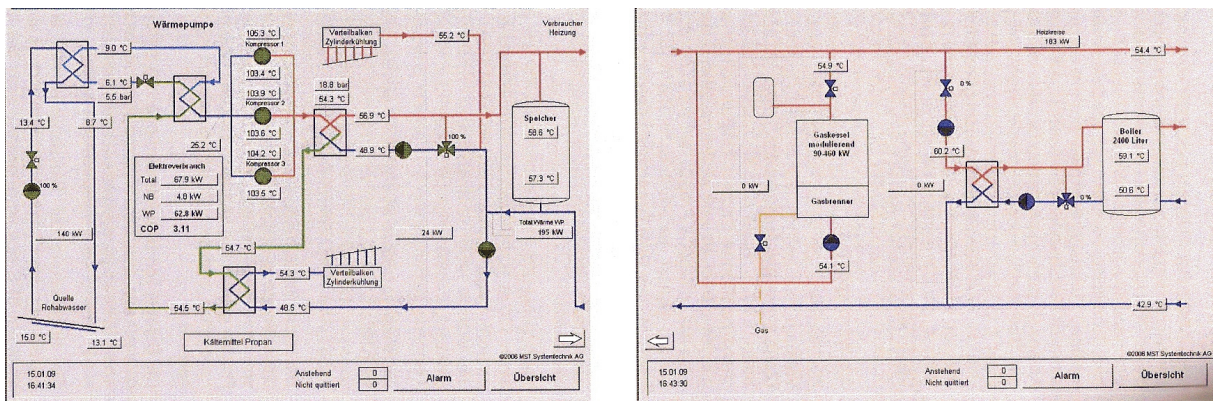 Wärmepumpe
Verbraucher
Heizung
105.3 °C
Kompressor 1
103.4 °C
103.9 °C
Kompressor 2
103.6 °C
104.2 °C
Kompressor 3
103.5 °C
Verteilbalken
Zylinderkühlung
55.2 °C
9.0 °C
6.1 °C
5.5 bar
13.4 °C
8.7 °C
25.2 °C
18.8 bar
54.3 °C
56.9 °C
48.9 °C
100 %
Speicher
58.6 °C
57.3 °C
Elektroverbrauch
Total 67.9 kW
NB 4.8 kW
WP 62.8 kW
COP 3.11
100 %
140 kW
54.7 °C
24 kW
Total Wärme WP
195 kW
54.3 °C
Verteilbalken
Zylinderkühlung
54.5 °C
48.5 °C
Quelle
Rohabwasser
15.0 °C
13.1 °C
Kältemittel Propan
©2006 MST Systemtechnik AG
15.01.09
16:41:34
Anstehend 0
Nicht quittiert 0
Alarm
Übersicht
Heizkreise
183 kW
54.4 °C
54.9 °C
0 %
Gaskessel
modulierend
90-460 kW
Gasbrenner
0 kW
0 kW
60.2 °C
Boiler
2400 Liter
59.1 °C
50.6 °C
0 %
54.1 °C
42.9 °C
Gas
©2006 MST Systemtechnik AG
15.01.09
16:43:30
Anstehend 0
Nicht quittiert 0
Alarm
Übersicht